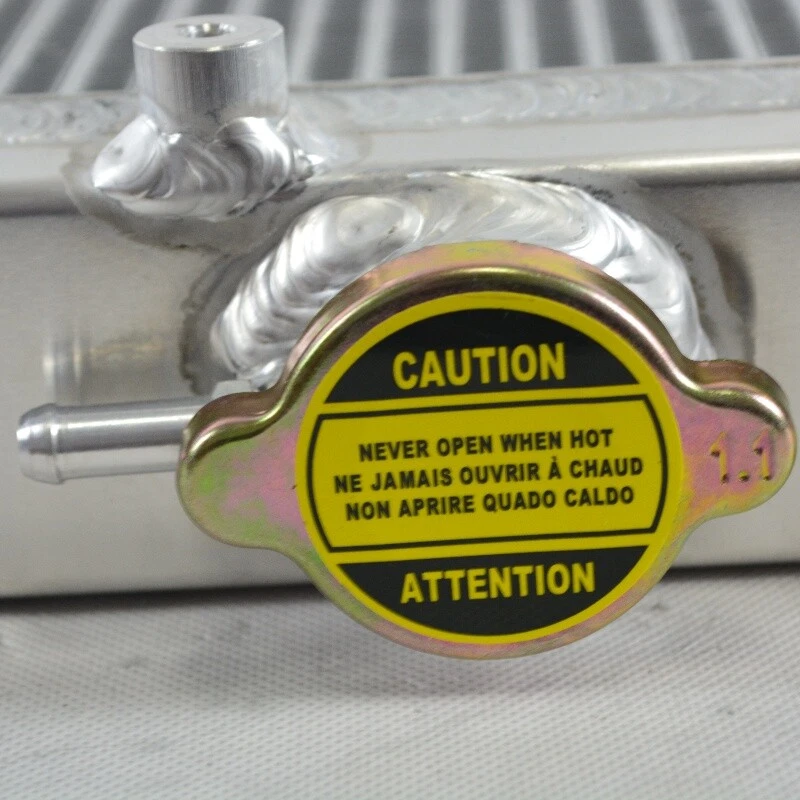 CAUTION
NEVER OPEN WHEN HOT
NE JAMAIS OUVRIR À CHAUD
NON APRIRE QUADO CALDO
ATTENTION
1.1